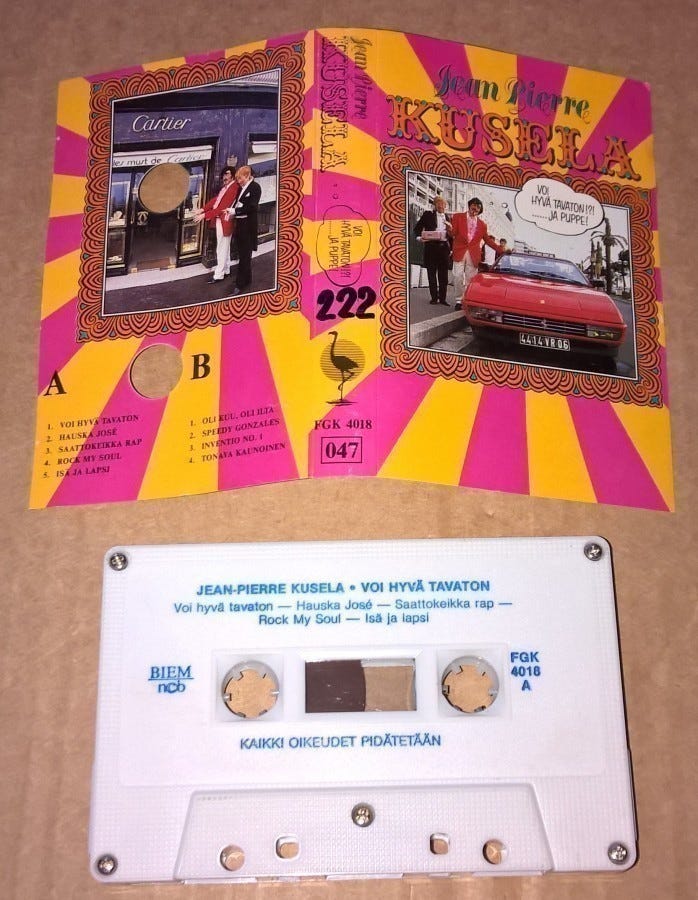 Cartier
les must de Cartier
A
B
1. VOI HYVÄ TAVATON
2. HAUSKA JOSÉ
3. SAATTOKEIKKA RAP
4. ROCK MY SOUL
5. ISÄ JA LAPSI
1. OLI KUU, OLI ILTA
2. SPEEDY GONZALES
3. INVENTIO NO. 1
4. TONAVA KAUNOINEN
Jean Pierre
KUSELA
VOI
HYVÄ TAVATON!?!
......JA PUPPE!
222
FGK 4018
047
Jean Pierre
KUSELA
VOI
HYVÄ TAVATON!?!
......JA PUPPE!
4414 VR 06
JEAN-PIERRE KUSELA • VOI HYVÄ TAVATON
Voi hyvä tavaton — Hauska José — Saattokeikka rap —
Rock My Soul — Isä ja lapsi
BIEM
ncb
FGK
4018
A
KAIKKI OIKEUDET PIDÄTETÄÄN